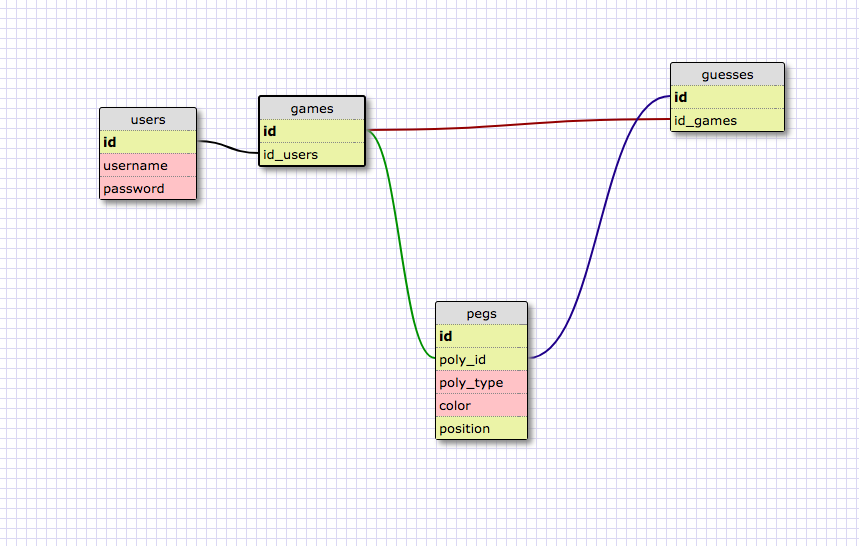 users
id
username
password
games
id
id_users
guesses
id
id_games
pegs
id
poly_id
poly_type
color
position